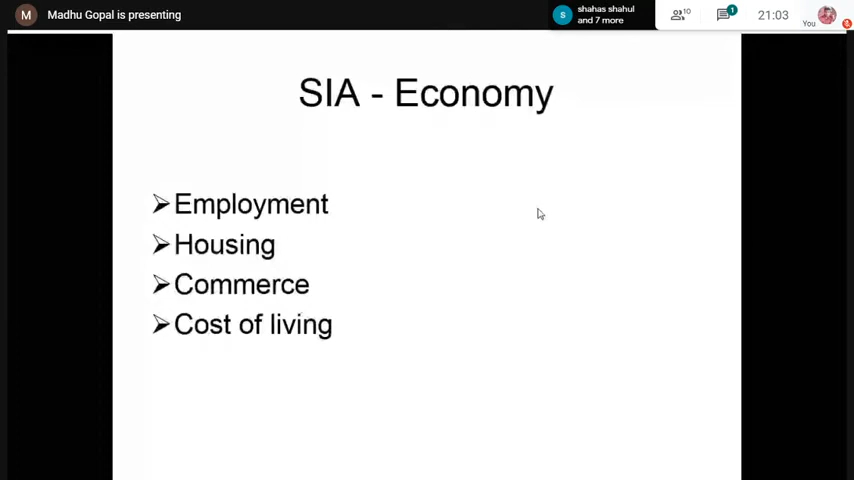 M Madhu Gopal is presenting
S shahas shahul
and 7 more
10
1
21:03
You
SIA - Economy
Employment
Housing
Commerce
Cost of living